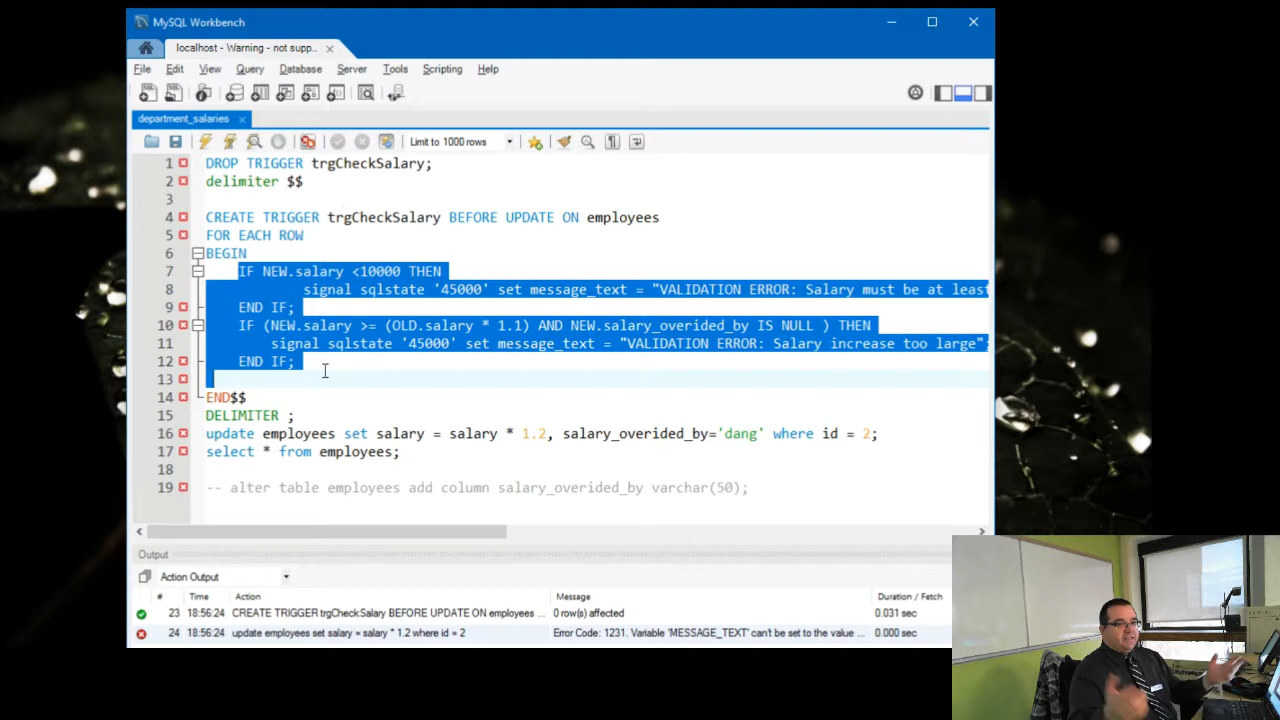 MySQL Workbench
localhost - Warning - not supp...
File Edit View Query Database Server Tools Scripting Help
department_salaries
Limit to 1000 rows
1 DROP TRIGGER trgCheckSalary;
2 delimiter $$
3
4 CREATE TRIGGER trgCheckSalary BEFORE UPDATE ON employees
5 FOR EACH ROW
6 BEGIN
7 IF NEW.salary <10000 THEN
8 signal sqlstate '45000' set message_text = "VALIDATION ERROR: Salary must be at least
9 END IF;
10 IF (NEW.salary >= (OLD.salary * 1.1) AND NEW.salary_overided_by IS NULL ) THEN
11 signal sqlstate '45000' set message_text = "VALIDATION ERROR: Salary increase too large";
12 END IF;
13
14 END$$
15 DELIMITER ;
16 update employees set salary = salary * 1.2, salary_overided_by='dang' where id = 2;
17 select * from employees;
18
19 -- alter table employees add column salary_overided_by varchar(50);
Output
Action Output
# Time Action Message Duration / Fetch
23 18:56:24 CREATE TRIGGER trgCheckSalary BEFORE UPDATE ON employees ... 0 row(s) affected 0.031 sec
24 18:56:24 update employees set salary = salary * 1.2 where id = 2 Error Code: 1231. Variable 'MESSAGE_TEXT' can't be set to the value ... 0.000 sec